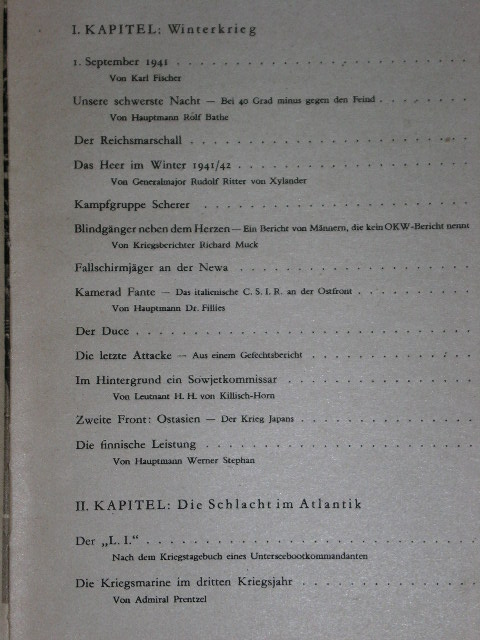 I. KAPITEL: Winterkrieg
1. September 1941 . . . . . . . . . . . . . . . . . . . .
Von Karl Fischer
Unsere schwerste Nacht — Bei 40 Grad minus gegen den Feind . . . . . .
Von Hauptmann Rolf Bathe
Der Reichsmarschall . . . . . . . . . . . . . . . . . . .
Das Heer im Winter 1941/42 . . . . . . . . . . . . . . .
Von Generalmajor Rudolf Ritter von Xylander
Kampfgruppe Scherer . . . . . . . . . . . . . . . . . .
Blindgänger neben dem Herzen — Ein Bericht von Männern, die kein OKW-Bericht nennt
Von Kriegsberichter Richard Muck
Fallschirmjäger an der Newa . . . . . . . . . . . . . . .
Kamerad Fante — Das italienische C. S. I. R. an der Ostfront . . . . . . . .
Von Hauptmann Dr. Fillies
Der Duce . . . . . . . . . . . . . . . . . . . . . .
Die letzte Attacke — Aus einem Gefechtsbericht . . . . . . . . . . .
Im Hintergrund ein Sowjetkommissar . . . . . . . . . . . .
Von Leutnant H. H. von Killisch-Horn
Zweite Front: Ostasien — Der Krieg Japans . . . . . . . . . . . .
Die finnische Leistung . . . . . . . . . . . . . . . . .
Von Hauptmann Werner Stephan
II. KAPITEL: Die Schlacht im Atlantik
Der „L. I.“ . . . . . . . . . . . . . . . . . . . . .
Nach dem Kriegstagebuch eines Unterseebootkommandanten
Die Kriegsmarine im dritten Kriegsjahr . . . . . . . . . . .
Von Admiral Prentzel